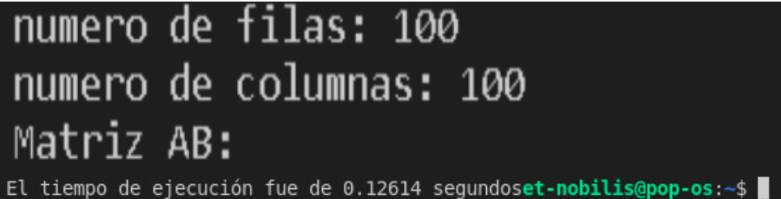 numero de filas: 100
numero de columnas: 100
Matriz AB:
El tiempo de ejecución fue de 0.12614 segundoset-nobilis@pop-os:~$